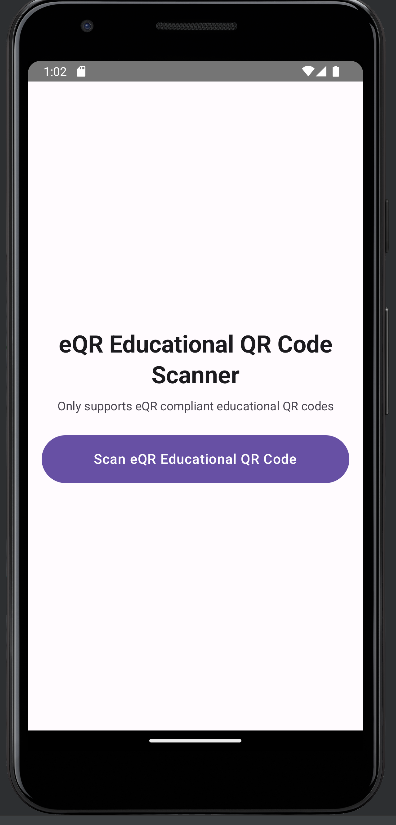 1:02
eQR Educational QR Code
Scanner
Only supports eQR compliant educational QR codes
Scan eQR Educational QR Code